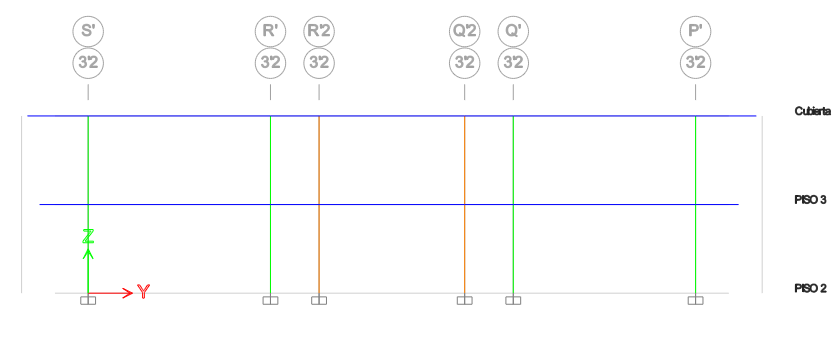 S' R' R'2 Q'2 Q' P'
3'2 3'2 3'2 3'2 3'2 3'2
Cubierta
PISO 3
Z
Y
PISO 2